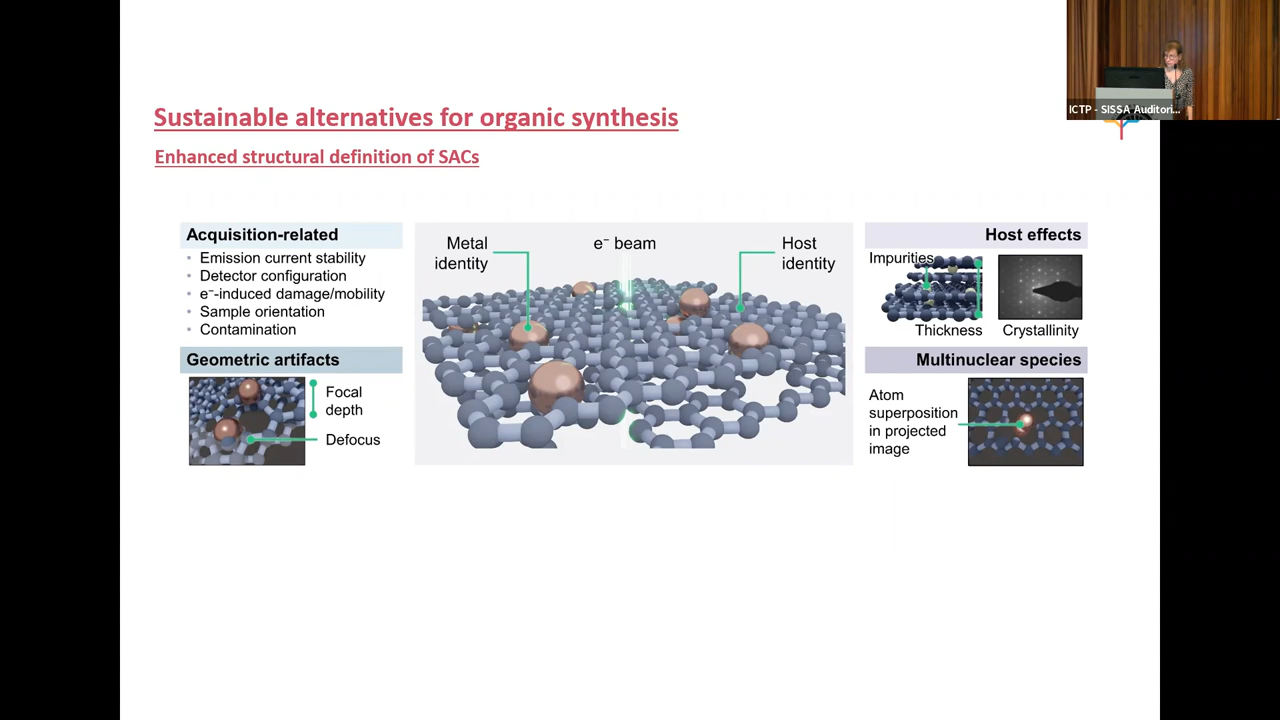 ICTP - SISSA Auditori...
Sustainable alternatives for organic synthesis
Enhanced structural definition of SACs
Acquisition-related
• Emission current stability
• Detector configuration
• e⁻-induced damage/mobility
• Sample orientation
• Contamination
Geometric artifacts
Focal
depth
Defocus
Metal
identity
e⁻ beam
Host
identity
Host effects
Impurities
Thickness
Crystallinity
Multinuclear species
Atom
superposition
in projected
image